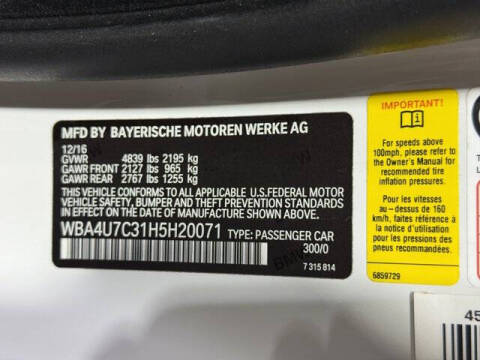 MFD BY BAYERISCHE MOTOREN WERKE AG
12/16
GVWR 4839 lbs 2195 kg
GAWR FRONT 2127 lbs 965 kg
GAWR REAR 2767 lbs 1255 kg
THIS VEHICLE CONFORMS TO ALL APPLICABLE U.S.FEDERAL MOTOR
VEHICLE SAFETY, BUMPER AND THEFT PREVENTION STANDARDS
IN EFFECT ON THE DATE OF MANUFACTURE SHOWN ABOVE.
WBA4U7C31H5H20071 TYPE: PASSENGER CAR
300/0
7 315 814
IMPORTANT!
For speeds above
100mph, please refer to
the Owner's Manual for
recommended tire
inflation pressures.
Pour les vitesses
au – dessus de 160
km/h, faites référence à
la notice d'utilisation
pour les pressions des
pneus recommandées.
6859729
45